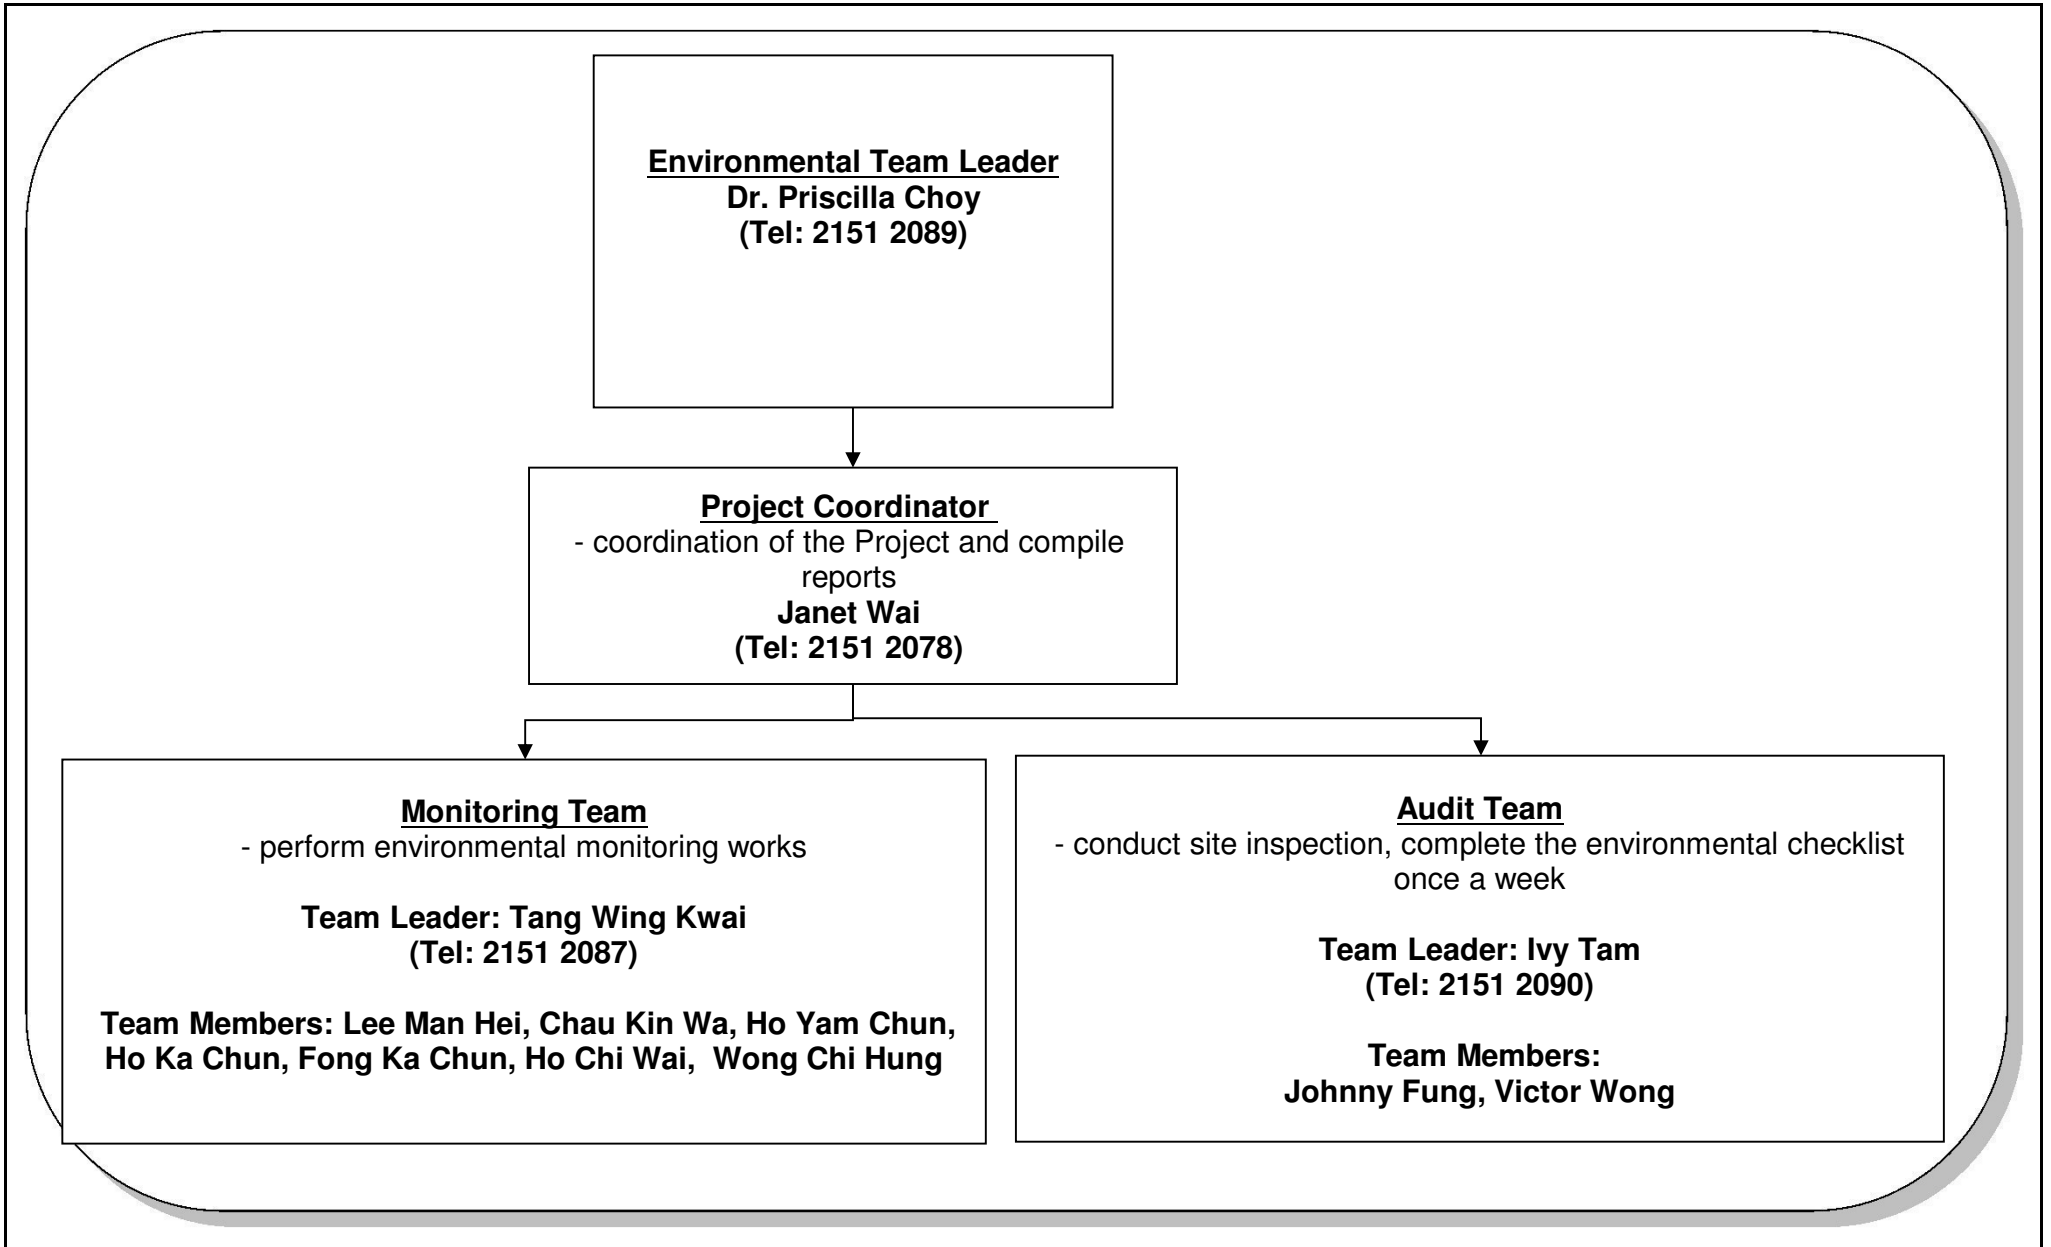 Environmental Team Leader
Dr. Priscilla Choy
(Tel: 2151 2089)
Project Coordinator
- coordination of the Project and compile
reports
Janet Wai
(Tel: 2151 2078)
Monitoring Team
- perform environmental monitoring works
Team Leader: Tang Wing Kwai
(Tel: 2151 2087)
Team Members: Lee Man Hei, Chau Kin Wa, Ho Yam Chun,
Ho Ka Chun, Fong Ka Chun, Ho Chi Wai,  Wong Chi Hung
Audit Team
- conduct site inspection, complete the environmental checklist
once a week
Team Leader: Ivy Tam
(Tel: 2151 2090)
Team Members:
Johnny Fung, Victor Wong